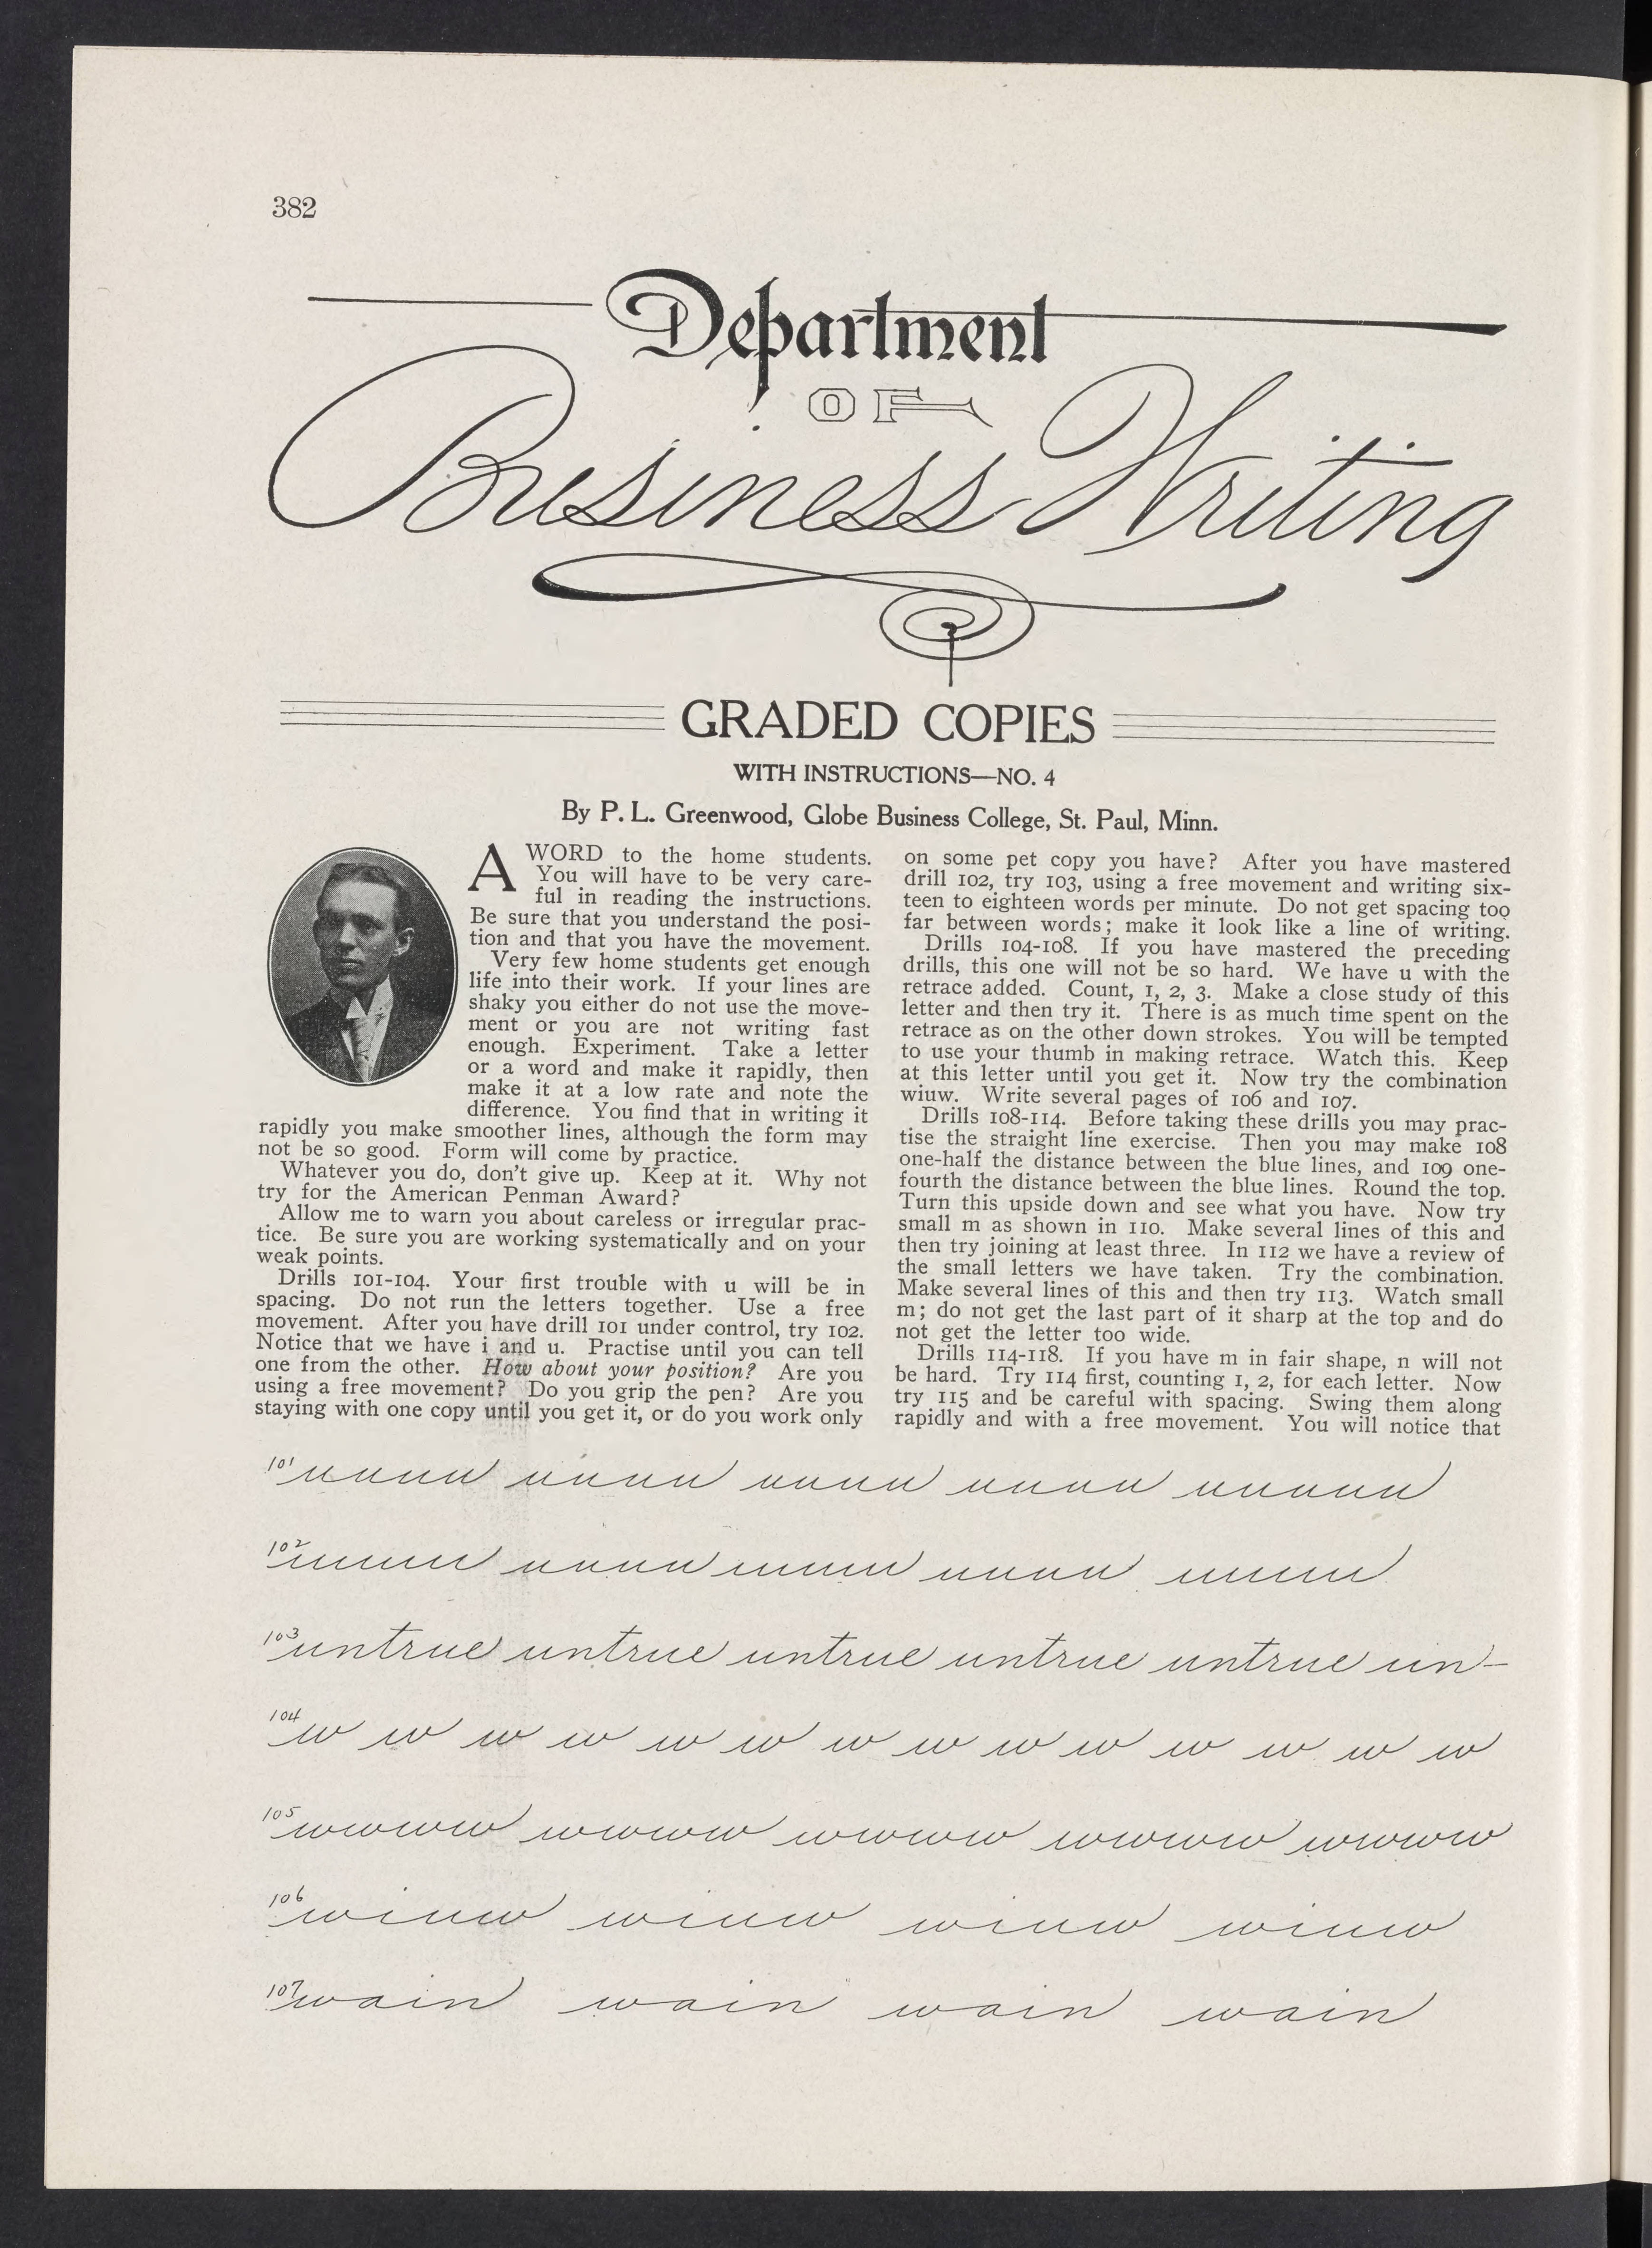 382
Department
OF
Business Writing
GRADED COPIES
WITH INSTRUCTIONS—NO. 4
By P. L. Greenwood, Globe Business College, St. Paul, Minn.
A WORD to the home students.
You will have to be very care-
ful in reading the instructions.
Be sure that you understand the posi-
tion and that you have the movement.
Very few home students get enough
life into their work. If your lines are
shaky you either do not use the move-
ment or you are not writing fast
enough. Experiment. Take a letter
or a word and make it rapidly, then
make it at a low rate and note the
difference. You find that in writing it
rapidly you make smoother lines, although the form may
not be so good. Form will come by practice.
Whatever you do, don't give up. Keep at it. Why not
try for the American Penman Award?
Allow me to warn you about careless or irregular prac-
tice. Be sure you are working systematically and on your
weak points.
Drills 101-104. Your first trouble with u will be in
spacing. Do not run the letters together. Use a free
movement. After you have drill 101 under control, try 102.
Notice that we have i and u. Practise until you can tell
one from the other. How about your position? Are you
using a free movement? Do you grip the pen? Are you
staying with one copy until you get it, or do you work only
on some pet copy you have? After you have mastered
drill 102, try 103, using a free movement and writing six-
teen to eighteen words per minute. Do not get spacing too
far between words; make it look like a line of writing.
Drills 104-108. If you have mastered the preceding
drills, this one will not be so hard. We have u with the
retrace added. Count, 1, 2, 3. Make a close study of this
letter and then try it. There is as much time spent on the
retrace as on the other down strokes. You will be tempted
to use your thumb in making retrace. Watch this. Keep
at this letter until you get it. Now try the combination
wiuw. Write several pages of 106 and 107.
Drills 108-114. Before taking these drills you may prac-
tise the straight line exercise. Then you may make 108
one-half the distance between the blue lines, and 109 one-
fourth the distance between the blue lines. Round the top.
Turn this upside down and see what you have. Now try
small m as shown in 110. Make several lines of this and
then try joining at least three. In 112 we have a review of
the small letters we have taken. Try the combination.
Make several lines of this and then try 113. Watch small
m; do not get the last part of it sharp at the top and do
not get the letter too wide.
Drills 114-118. If you have m in fair shape, n will not
be hard. Try 114 first, counting 1, 2, for each letter. Now
try 115 and be careful with spacing. Swing them along
rapidly and with a free movement. You will notice that
101 uuuu uuuu uuuu uuuu uuuuu
102
103 untrue untrue untrue untrue untrue un-
104 w w w w w w w w w w w w w w
105 wwwww wwwww wwwww wwwww wwwww
106 wiuw wiuw wiuw wiuw
107 wain wain wain wain